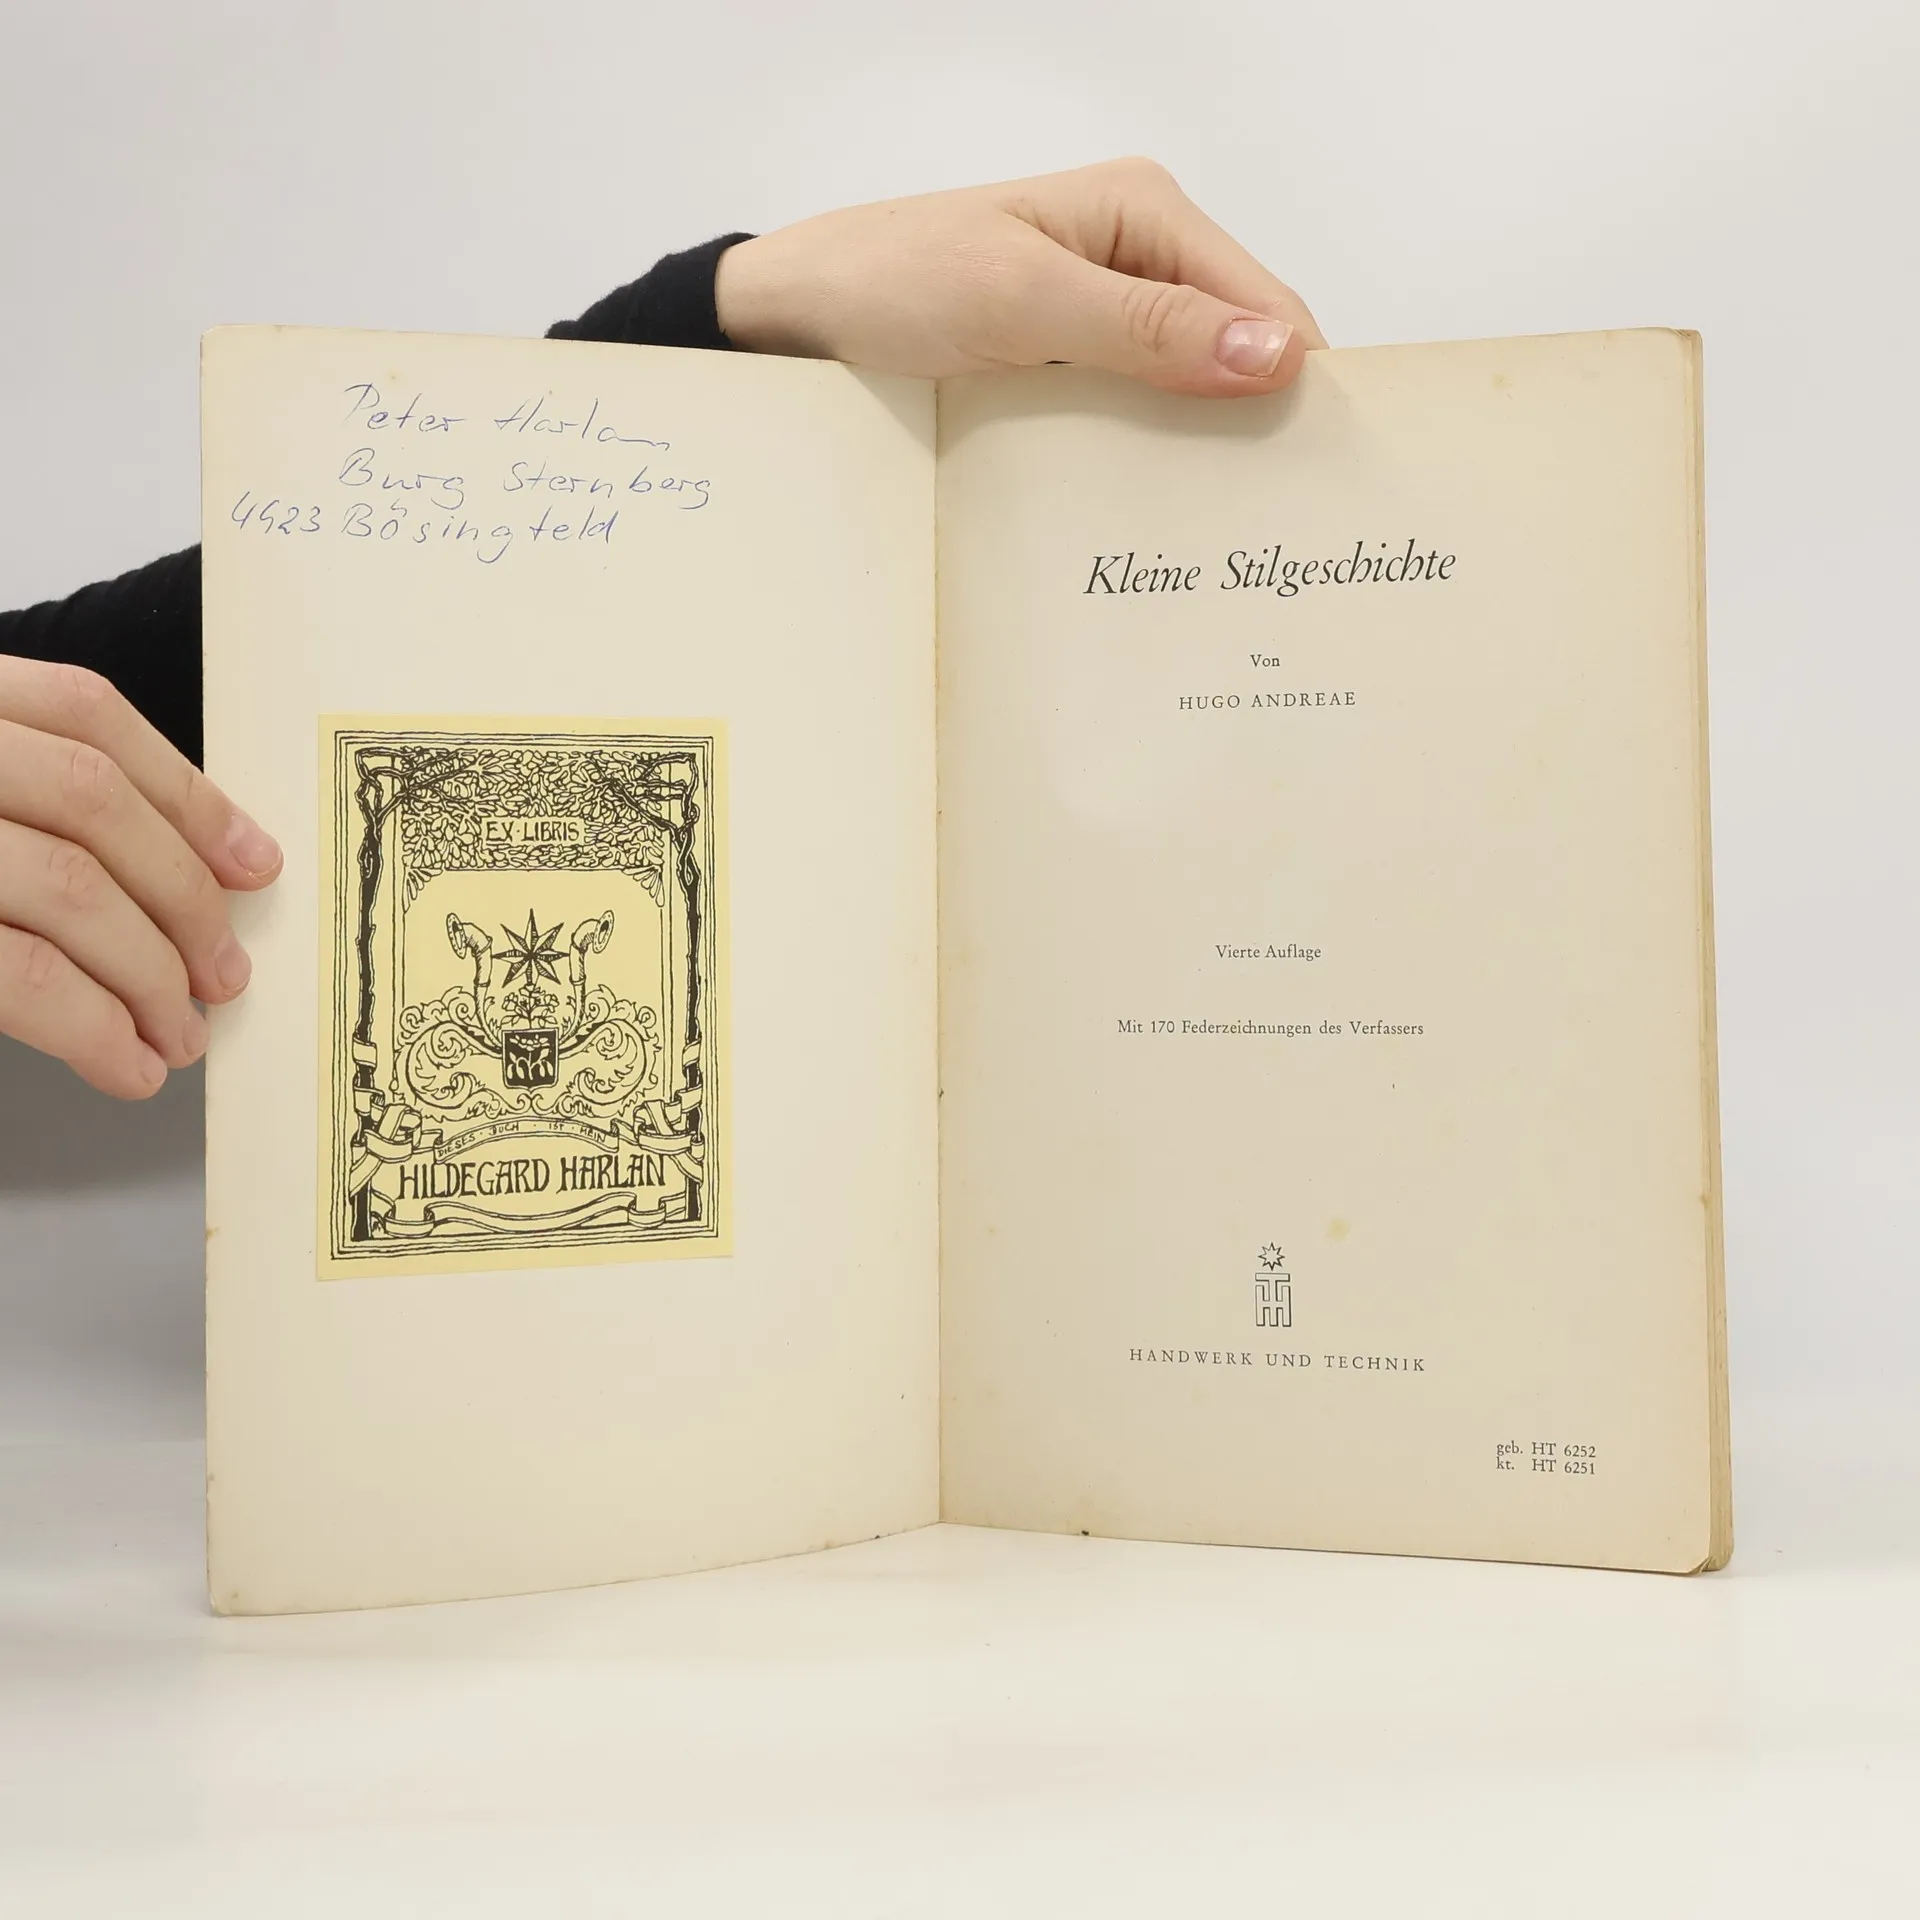 Peter Harlan
Burg Sternberg
4923 Bösingfeld
EX·LIBRIS
DIESES · BUCH · IST · MEIN
HILDEGARD HARLAN
Kleine Stilgeschichte
Von
HUGO ANDREAE
Vierte Auflage
Mit 170 Federzeichnungen des Verfassers
HT
HANDWERK UND TECHNIK
geb. HT 6252
kt. HT 6251